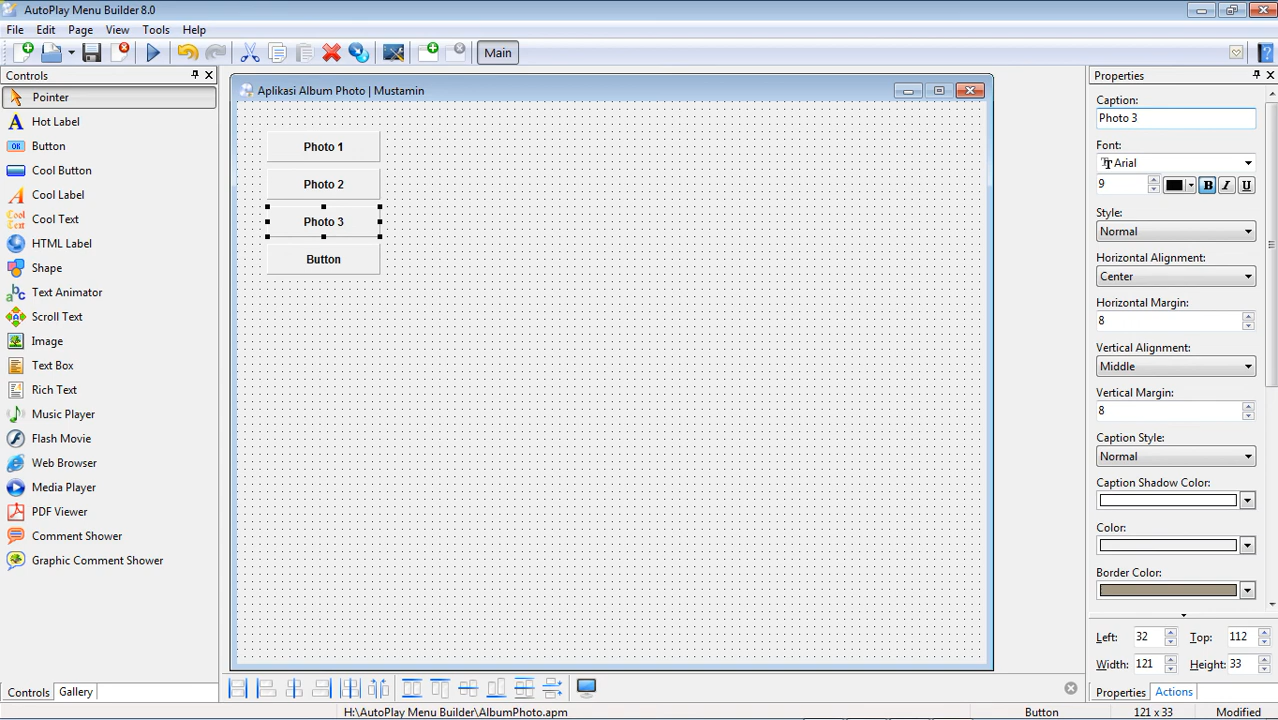 AutoPlay Menu Builder 8.0
File Edit Page View Tools Help
Main
Controls
Pointer
Hot Label
Button
Cool Button
Cool Label
Cool Text
HTML Label
Shape
Text Animator
Scroll Text
Image
Text Box
Rich Text
Music Player
Flash Movie
Web Browser
Media Player
PDF Viewer
Comment Shower
Graphic Comment Shower
Controls Gallery
Aplikasi Album Photo | Mustamin
Photo 1
Photo 2
Photo 3
Button
Properties
Caption:
Photo 3
Font:
Arial
9 B I U
Style:
Normal
Horizontal Alignment:
Center
Horizontal Margin:
8
Vertical Alignment:
Middle
Vertical Margin:
8
Caption Style:
Normal
Caption Shadow Color:
Color:
Border Color:
Left: 32 Top: 112
Width: 121 Height: 33
Properties Actions
H:\AutoPlay Menu Builder\AlbumPhoto.apm Button 121 x 33 Modified